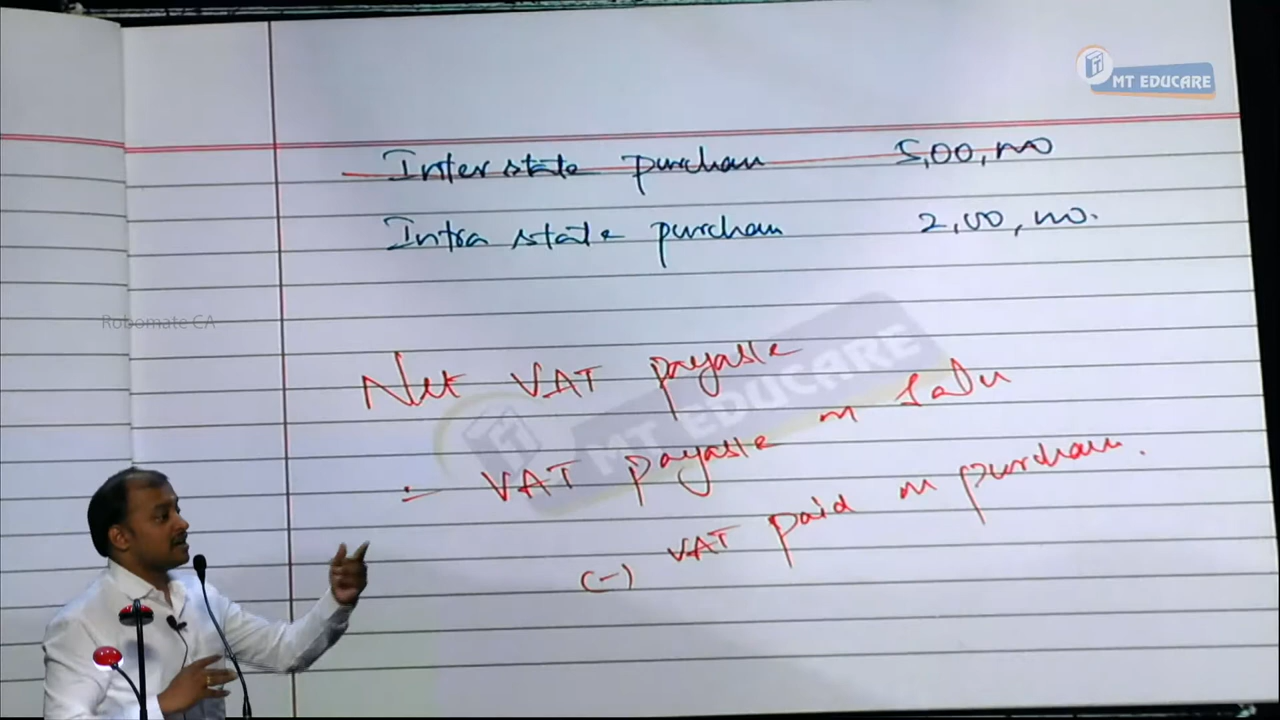 MT EDUCARE
Inter state purchase 5,00,000
Intra state purchase 2,00,000.
Robomate CA
Net VAT payable
= VAT payable on sales
(-) VAT paid on purchase.
MT EDUCARE